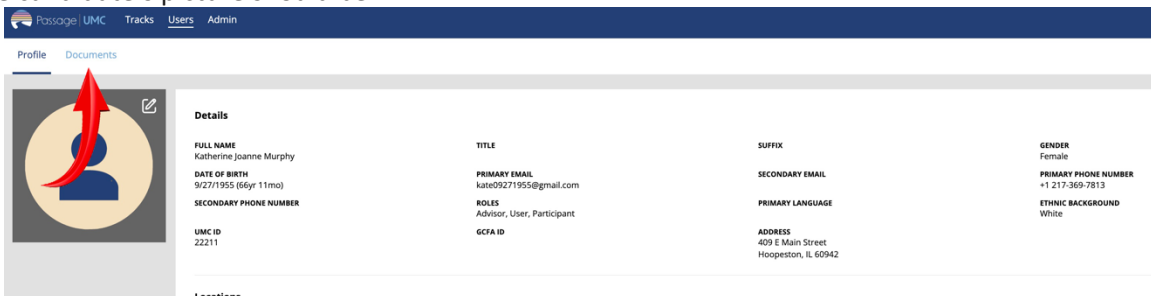 Passage | UMC Tracks Users Admin
Profile Documents
Details
FULL NAME TITLE SUFFIX GENDER
Katherine Joanne Murphy Female
DATE OF BIRTH PRIMARY EMAIL SECONDARY EMAIL PRIMARY PHONE NUMBER
9/27/1955 (66yr 11mo) kate09271955@gmail.com +1 217-369-7813
SECONDARY PHONE NUMBER ROLES PRIMARY LANGUAGE ETHNIC BACKGROUND
Advisor, User, Participant White
UMC ID GCFA ID ADDRESS
22211 409 E Main Street
Hoopeston, IL 60942